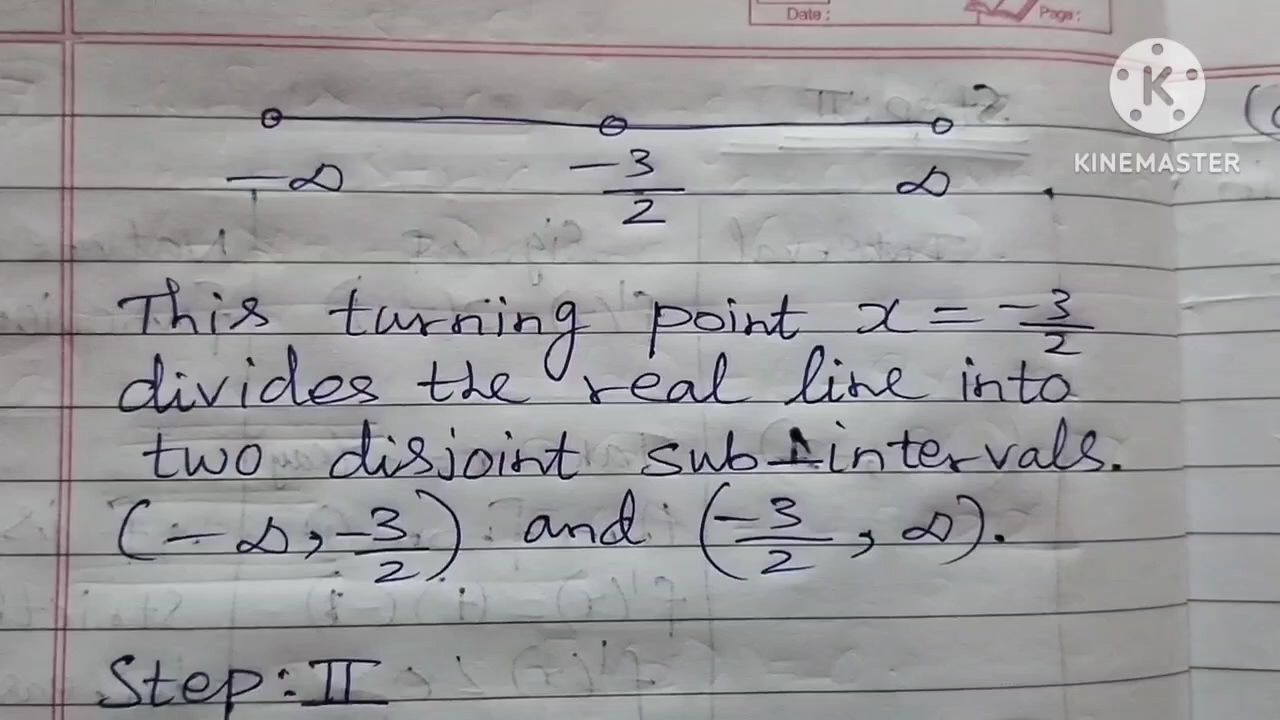 Date: Page:
KINEMASTER
-∞ -3/2 ∞
This turning point x = -3/2
divides the real line into
two disjoint sub-intervals.
(-∞, -3/2) and (-3/2, ∞).
Step: II